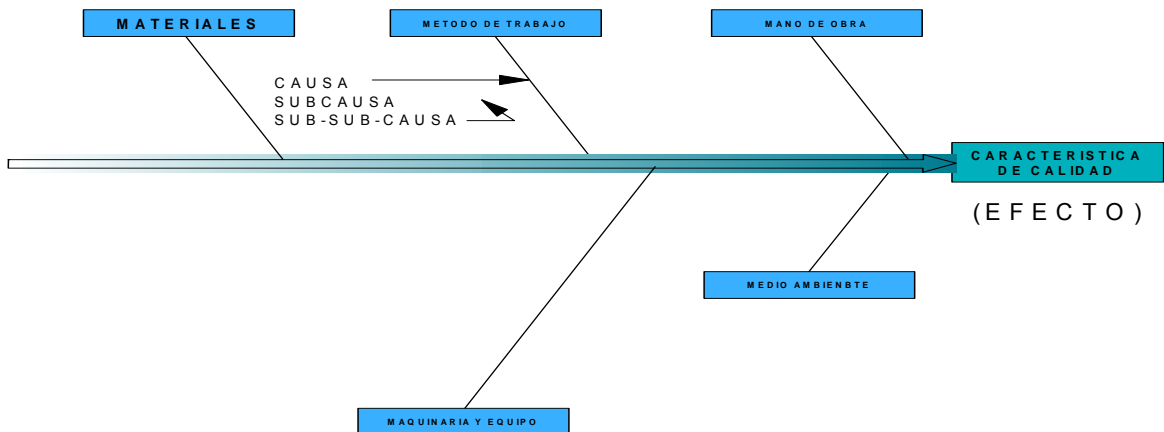 MATERIALES
METODO DE TRABAJO
MANO DE OBRA
CAUSA
SUBCAUSA
SUB-SUB-CAUSA
CARACTERISTICA
DE CALIDAD
(EFECTO)
MEDIO AMBIENBTE
MAQUINARIA Y EQUIPO